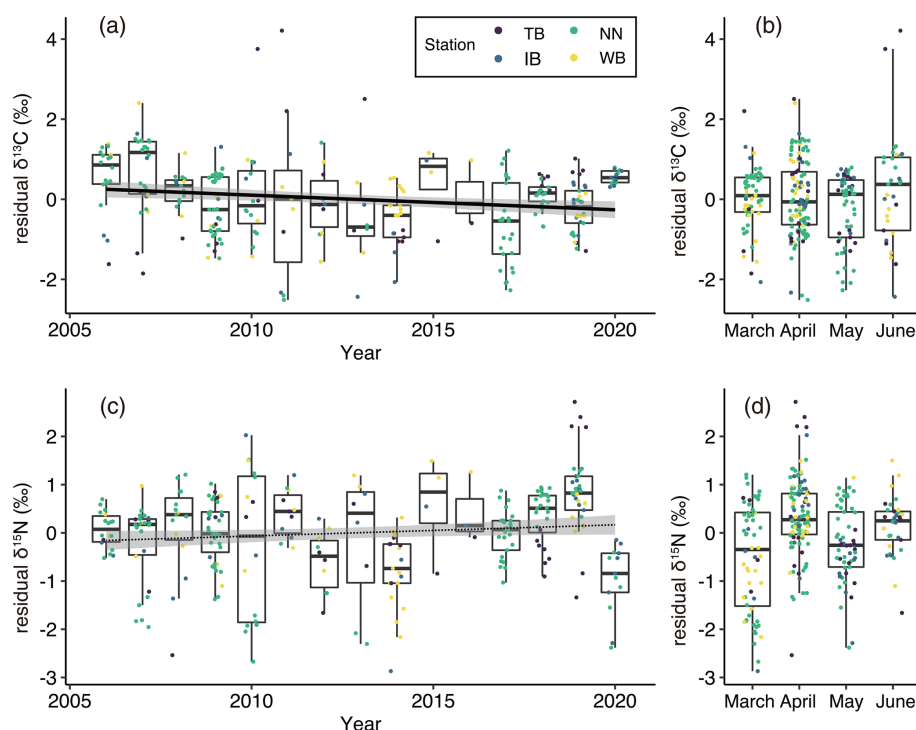 (a)
Station
TB
NN
IB
WB
residual δ¹³C (‰)
4
2
0
-2
2005
2010
2015
2020
Year
(b)
residual δ¹³C (‰)
4
2
0
-2
March April May June
(c)
residual δ¹⁵N (‰)
2
1
0
-1
-2
-3
2005
2010
2015
2020
Year
(d)
residual δ¹⁵N (‰)
2
1
0
-1
-2
-3
March April May June